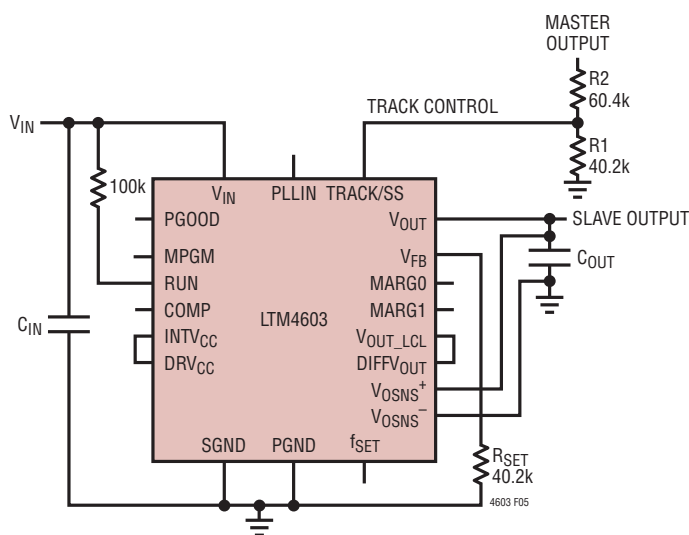 MASTER
OUTPUT
R2
60.4k
TRACK CONTROL
R1
40.2k
VIN
100k
VIN
PLLIN
TRACK/SS
PGOOD
VOUT
SLAVE OUTPUT
MPGM
VFB
COUT
RUN
MARG0
COMP
MARG1
CIN
LTM4603
INTVCC
VOUT_LCL
DRVCC
DIFFVOUT
VOSNS+
VOSNS–
SGND
PGND
fSET
RSET
40.2k
4603 F05